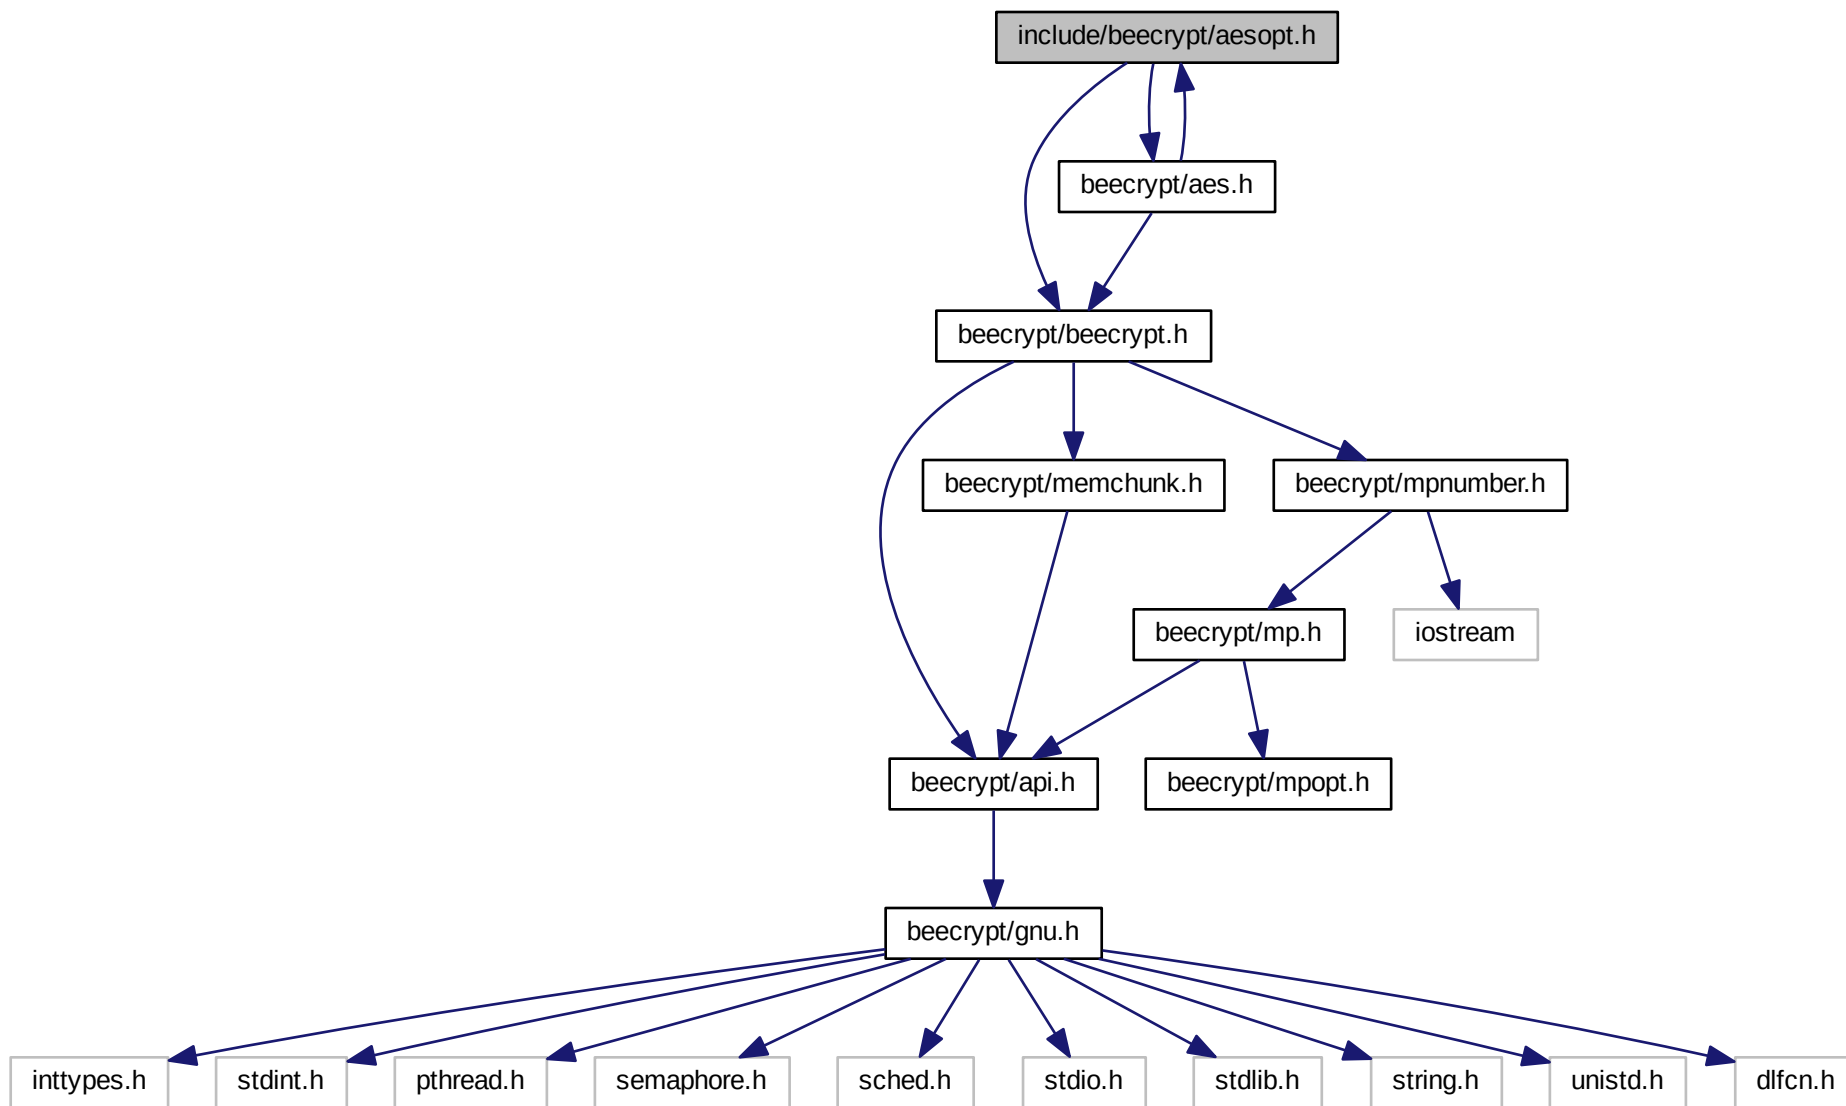 include/beecrypt/aesopt.h
beecrypt/aes.h
beecrypt/beecrypt.h
beecrypt/memchunk.h
beecrypt/mpnumber.h
beecrypt/mp.h
iostream
beecrypt/api.h
beecrypt/mpopt.h
beecrypt/gnu.h
inttypes.h
stdint.h
pthread.h
semaphore.h
sched.h
stdio.h
stdlib.h
string.h
unistd.h
dlfcn.h